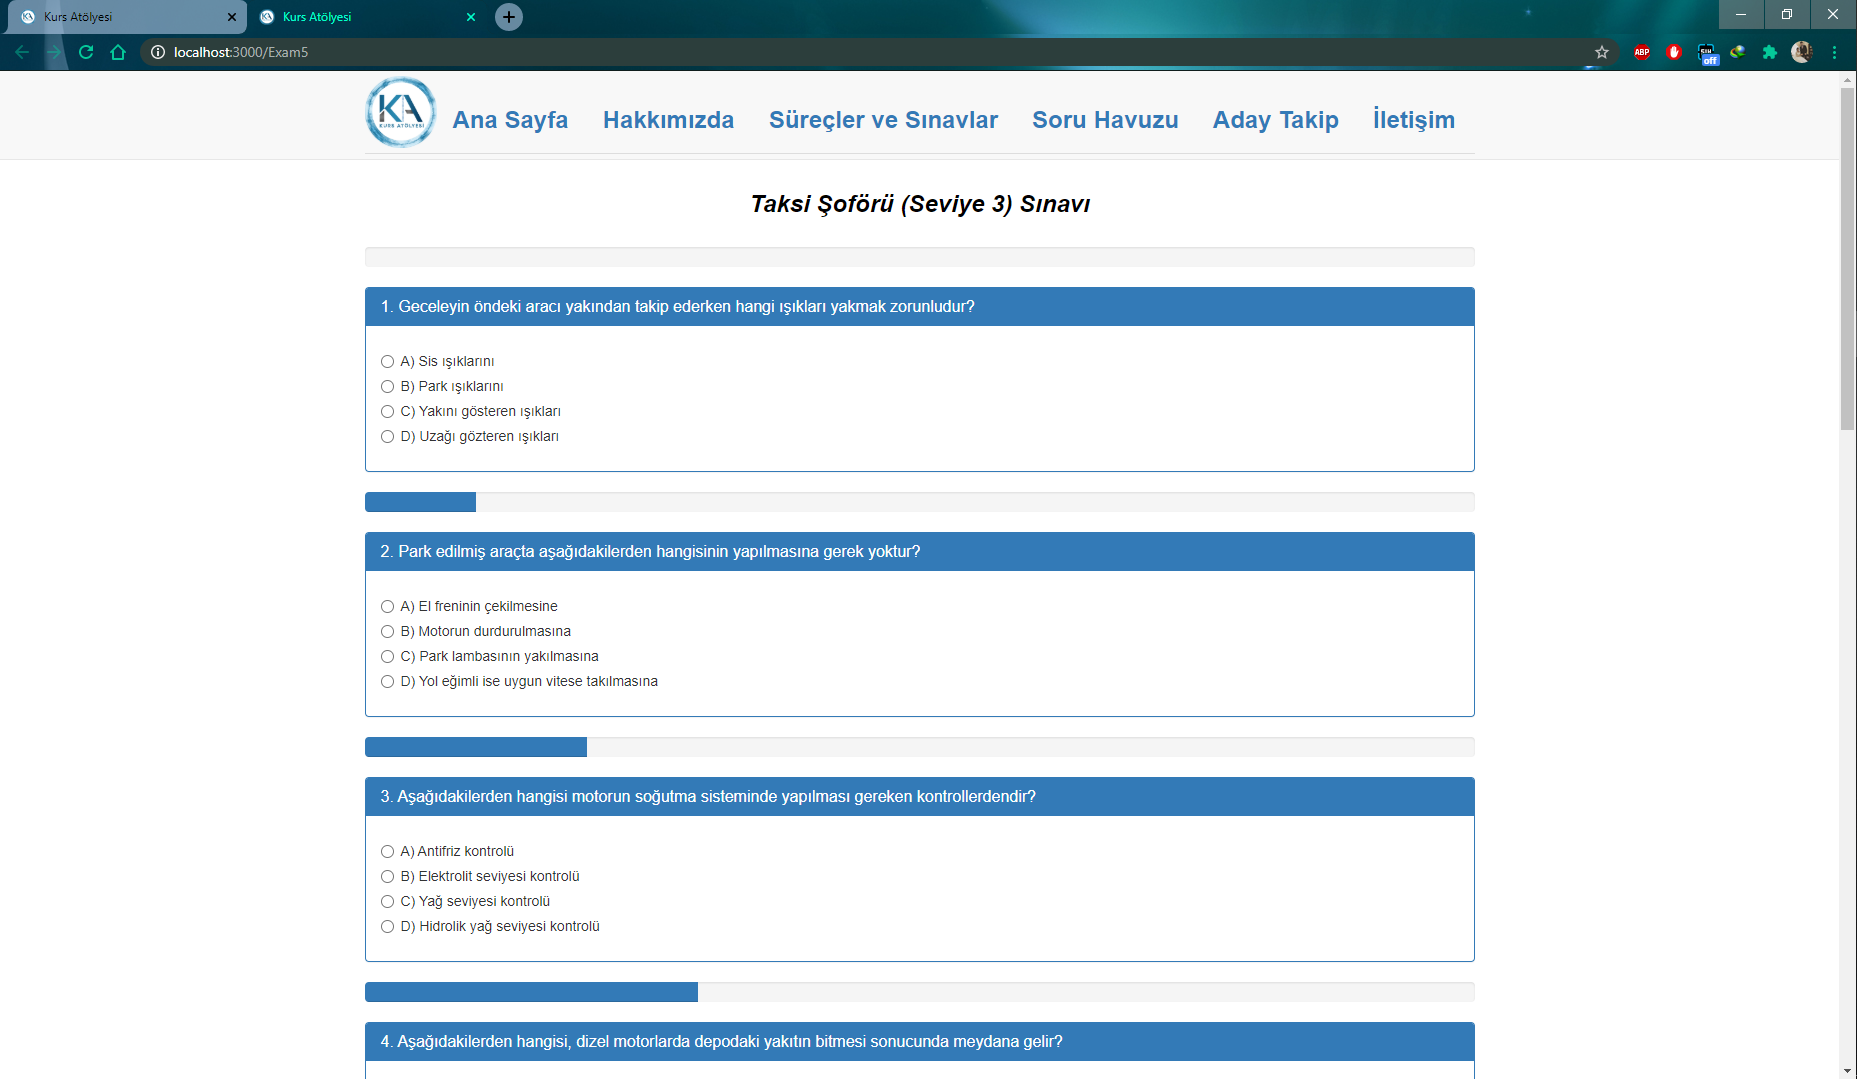 Kurs Atölyesi
Kurs Atölyesi
localhost:3000/Exam5
ABP
off
KA
KURS ATÖLYESİ
Ana Sayfa
Hakkımızda
Süreçler ve Sınavlar
Soru Havuzu
Aday Takip
İletişim
Taksi Şoförü (Seviye 3) Sınavı
1. Geceleyin öndeki aracı yakından takip ederken hangi ışıkları yakmak zorunludur?
A) Sis ışıklarını
B) Park ışıklarını
C) Yakını gösteren ışıkları
D) Uzağı gözteren ışıkları
2. Park edilmiş araçta aşağıdakilerden hangisinin yapılmasına gerek yoktur?
A) El freninin çekilmesine
B) Motorun durdurulmasına
C) Park lambasının yakılmasına
D) Yol eğimli ise uygun vitese takılmasına
3. Aşağıdakilerden hangisi motorun soğutma sisteminde yapılması gereken kontrollerdendir?
A) Antifriz kontrolü
B) Elektrolit seviyesi kontrolü
C) Yağ seviyesi kontrolü
D) Hidrolik yağ seviyesi kontrolü
4. Aşağıdakilerden hangisi, dizel motorlarda depodaki yakıtın bitmesi sonucunda meydana gelir?